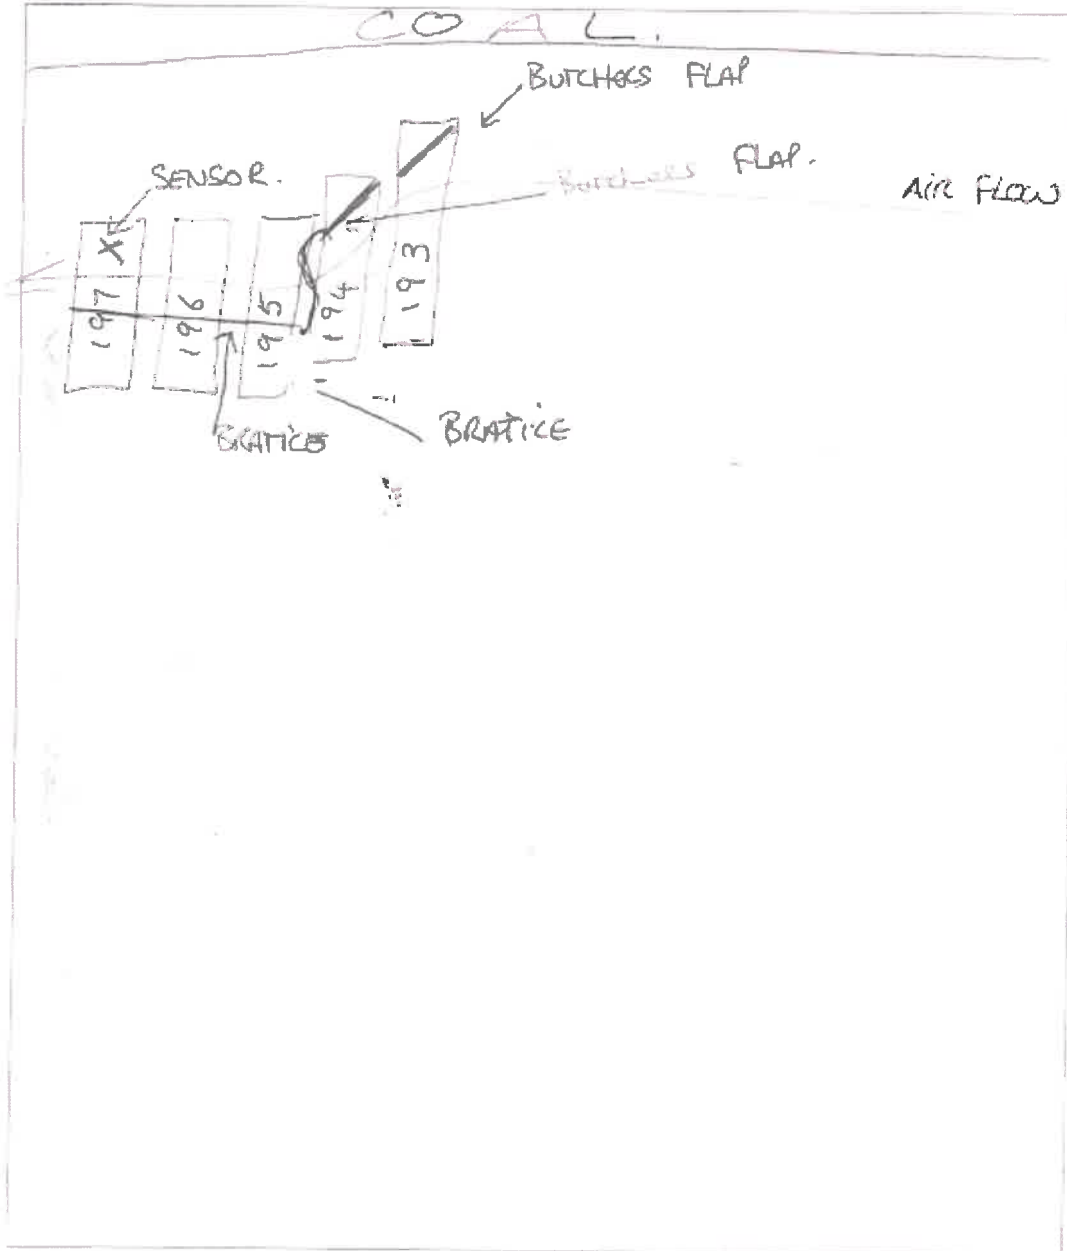 COAL.
BUTCHERS FLAP
Butchers FLAP.
AIR FLOW
SENSOR.
X
197
196
195
194
193
BRATICE
BRATICE